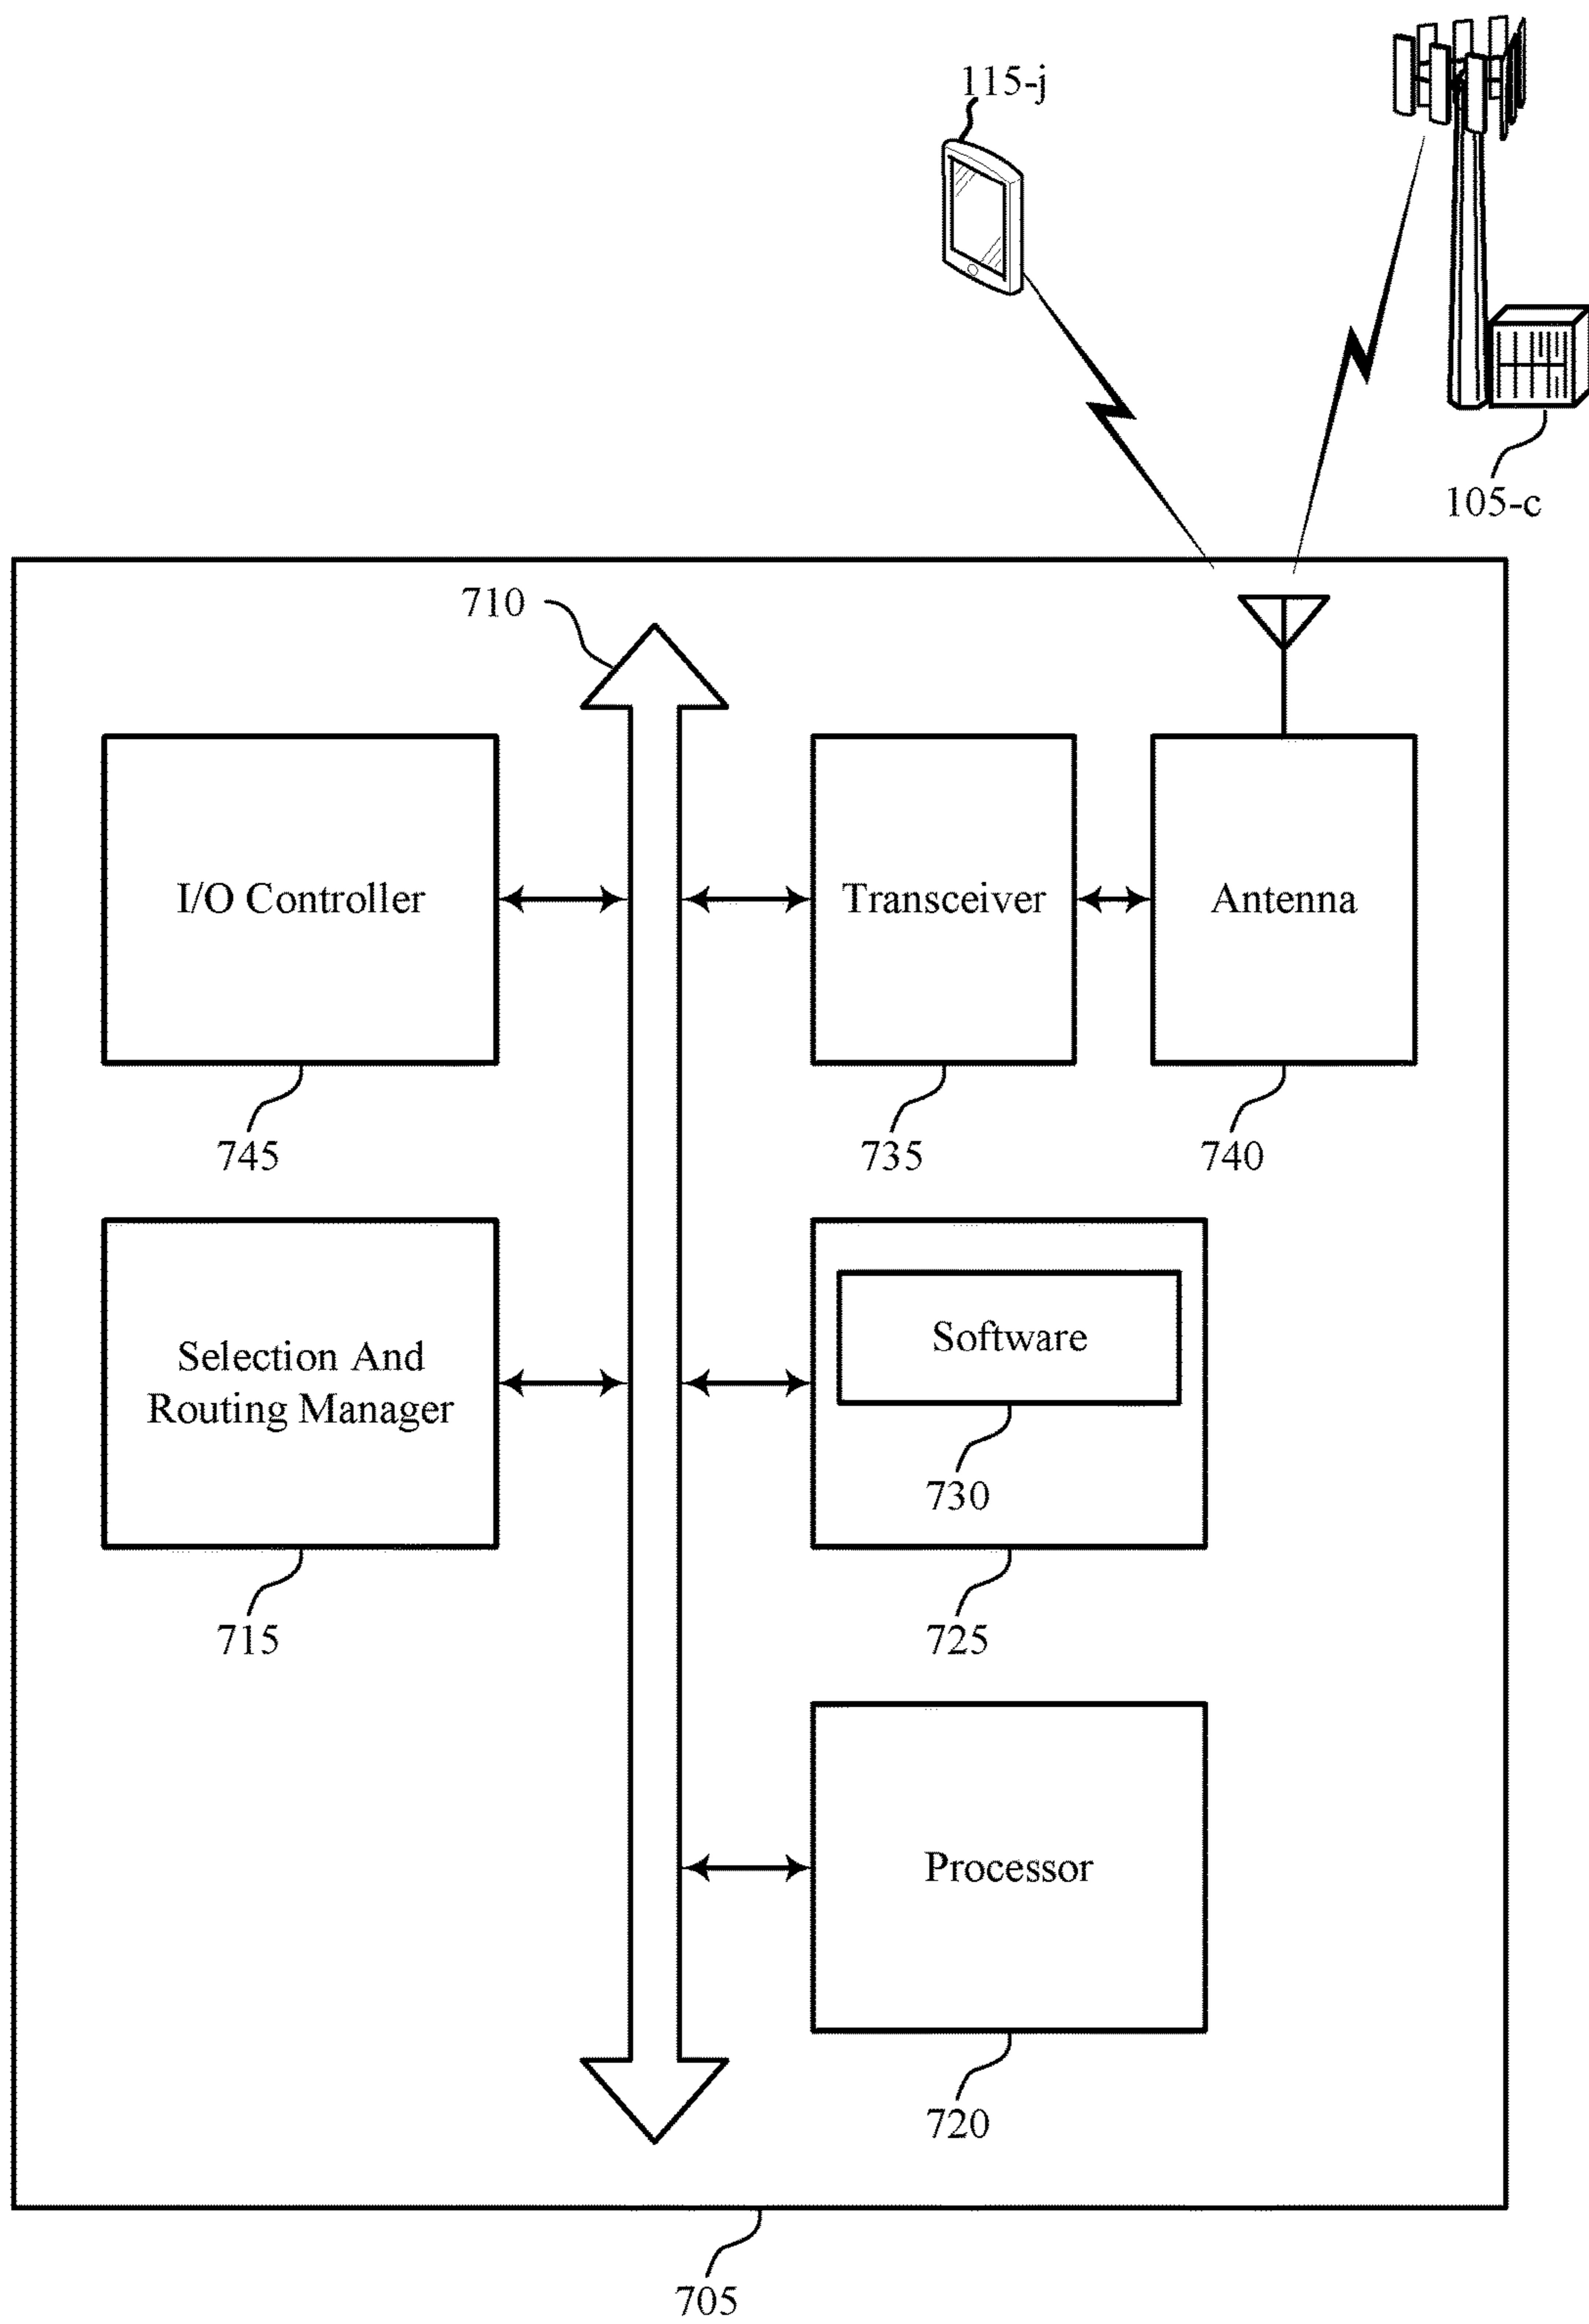 115-j
105-c
710
I/O Controller
Transceiver
Antenna
745
735
740
Selection And
Routing Manager
Software
730
715
725
Processor
720
705